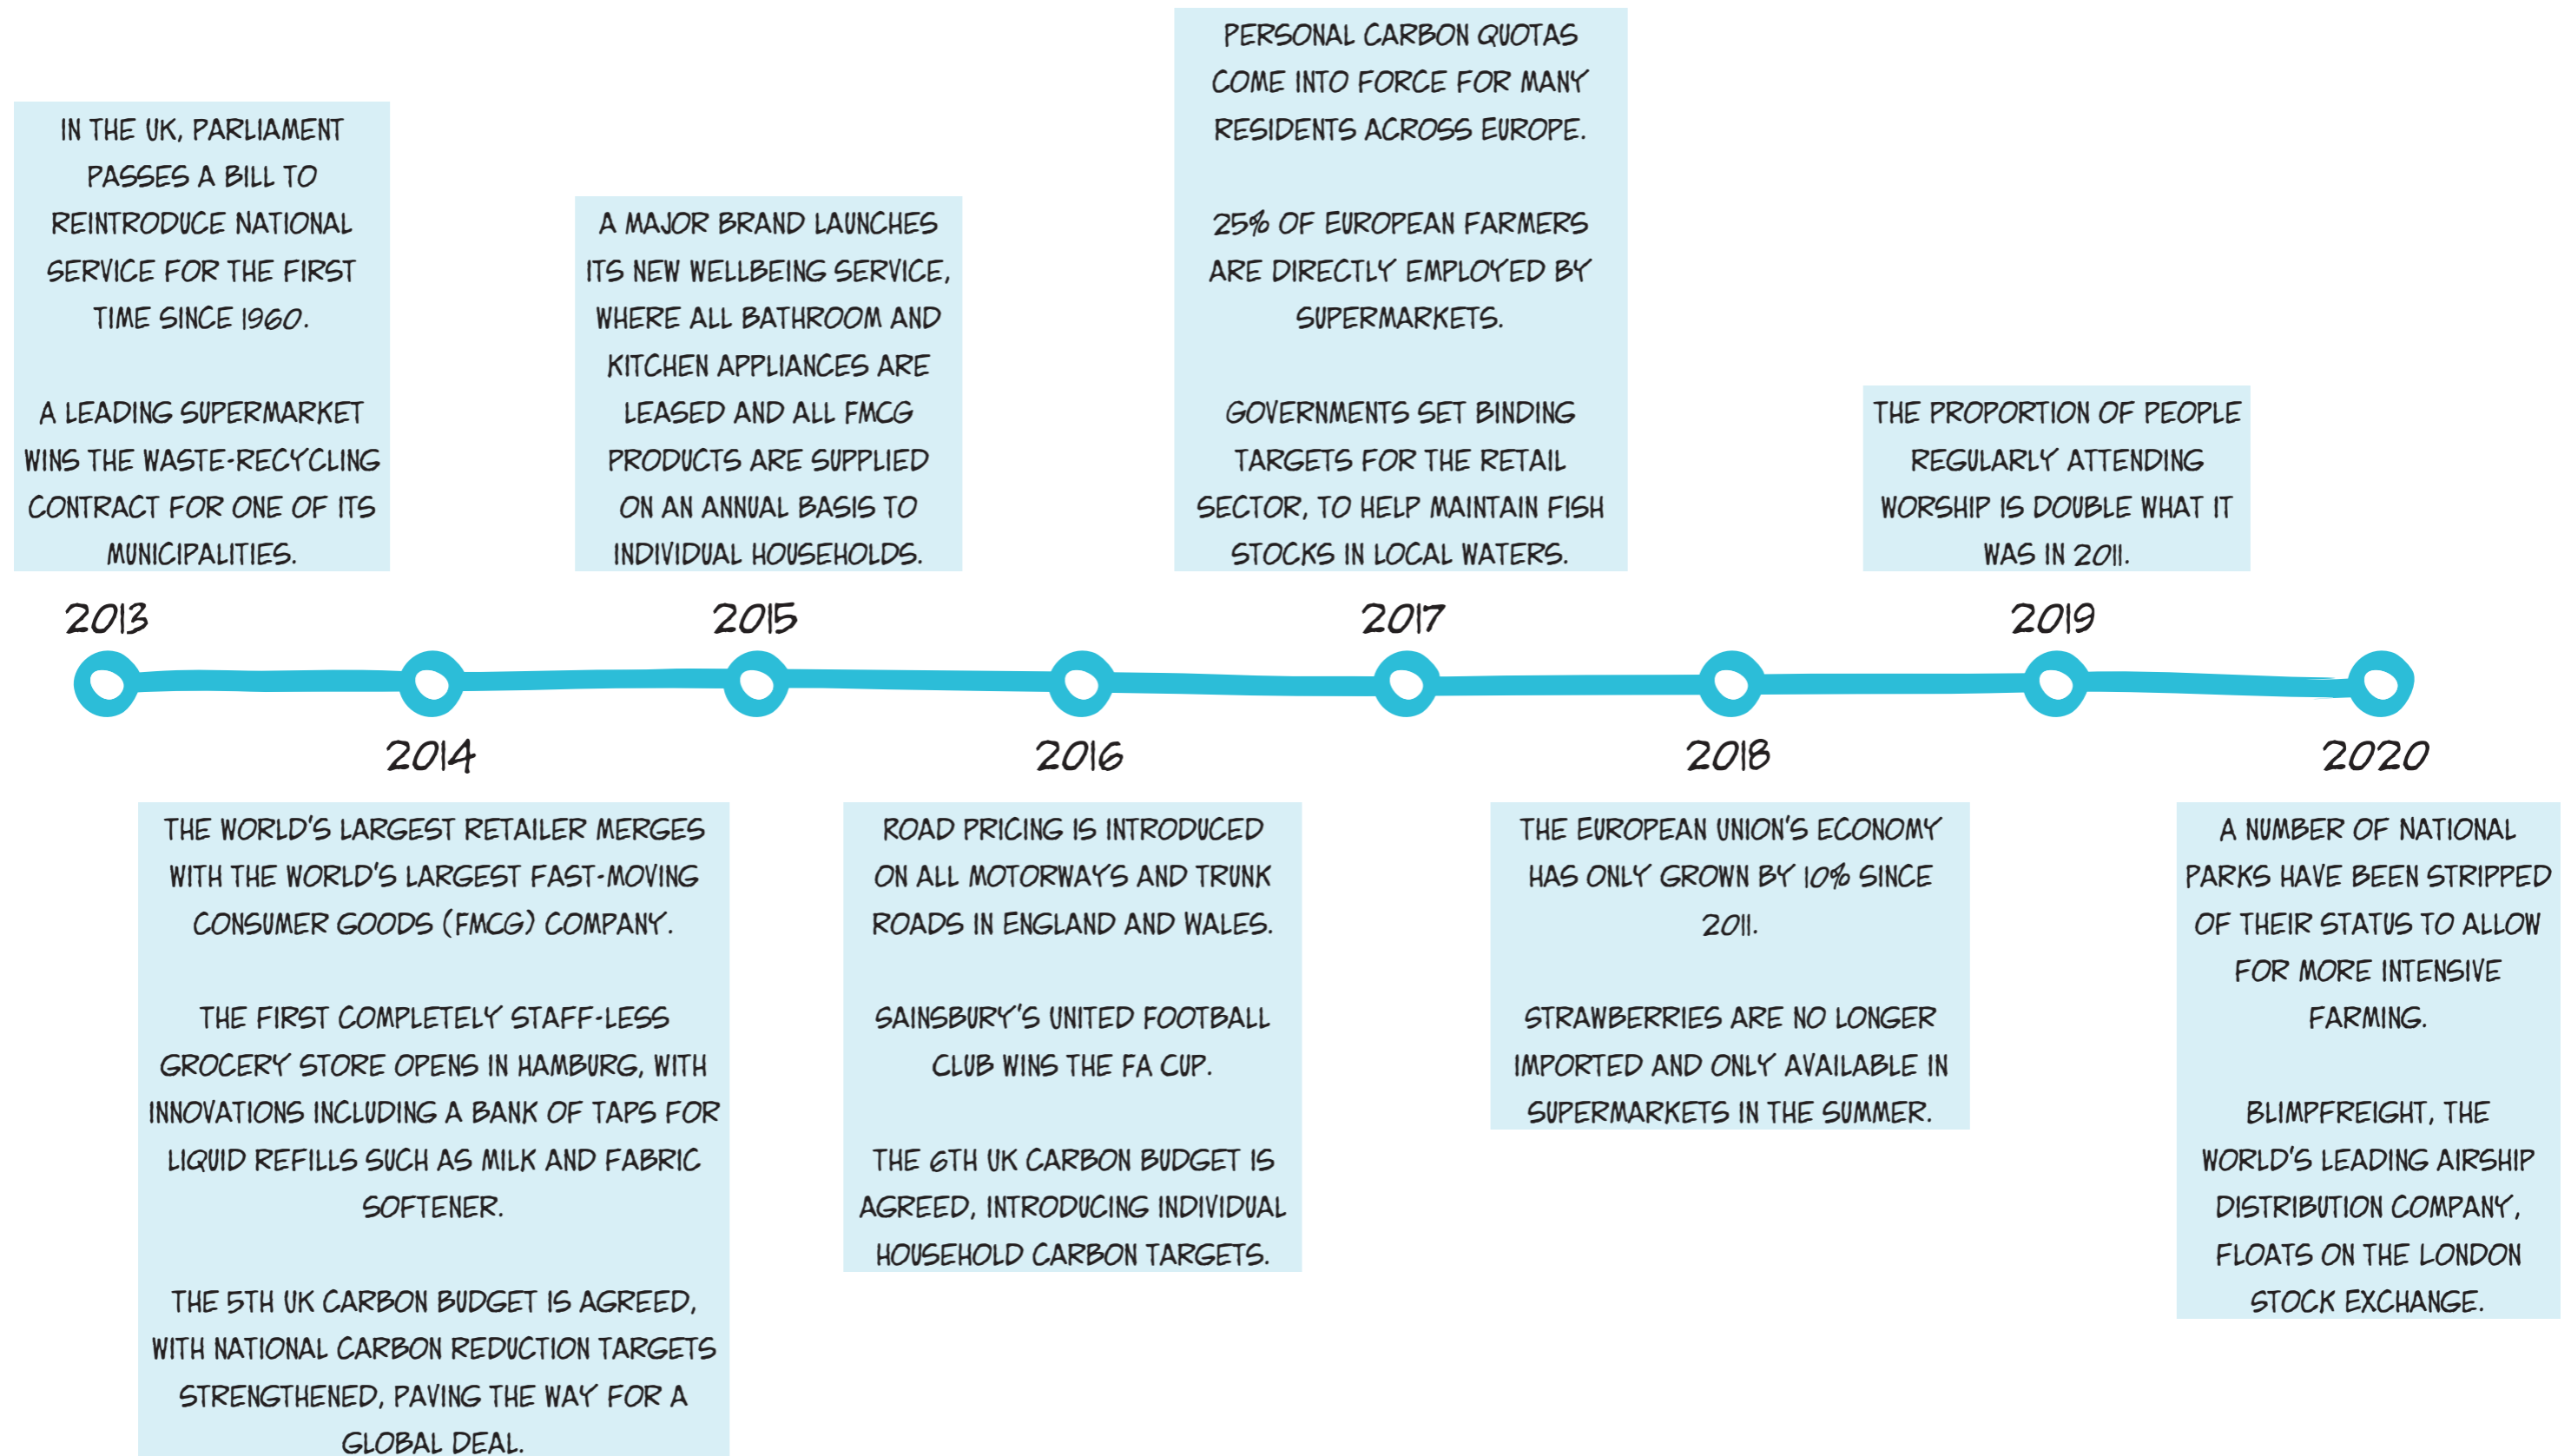 IN THE UK, PARLIAMENT
PASSES A BILL TO
REINTRODUCE NATIONAL
SERVICE FOR THE FIRST
TIME SINCE 1960.
A LEADING SUPERMARKET
WINS THE WASTE-RECYCLING
CONTRACT FOR ONE OF ITS
MUNICIPALITIES.
2013
THE WORLD'S LARGEST RETAILER MERGES
WITH THE WORLD'S LARGEST FAST-MOVING
CONSUMER GOODS (FMCG) COMPANY.
THE FIRST COMPLETELY STAFF-LESS
GROCERY STORE OPENS IN HAMBURG, WITH
INNOVATIONS INCLUDING A BANK OF TAPS FOR
LIQUID REFILLS SUCH AS MILK AND FABRIC
SOFTENER.
THE 5TH UK CARBON BUDGET IS AGREED,
WITH NATIONAL CARBON REDUCTION TARGETS
STRENGTHENED, PAVING THE WAY FOR A
GLOBAL DEAL.
2014
A MAJOR BRAND LAUNCHES
ITS NEW WELLBEING SERVICE,
WHERE ALL BATHROOM AND
KITCHEN APPLIANCES ARE
LEASED AND ALL FMCG
PRODUCTS ARE SUPPLIED
ON AN ANNUAL BASIS TO
INDIVIDUAL HOUSEHOLDS.
2015
2016
ROAD PRICING IS INTRODUCED
ON ALL MOTORWAYS AND TRUNK
ROADS IN ENGLAND AND WALES.
SAINSBURY'S UNITED FOOTBALL
CLUB WINS THE FA CUP.
THE 6TH UK CARBON BUDGET IS
AGREED, INTRODUCING INDIVIDUAL
HOUSEHOLD CARBON TARGETS.
PERSONAL CARBON QUOTAS
COME INTO FORCE FOR MANY
RESIDENTS ACROSS EUROPE.
25% OF EUROPEAN FARMERS
ARE DIRECTLY EMPLOYED BY
SUPERMARKETS.
GOVERNMENTS SET BINDING
TARGETS FOR THE RETAIL
SECTOR, TO HELP MAINTAIN FISH
STOCKS IN LOCAL WATERS.
2017
2018
THE EUROPEAN UNION'S ECONOMY
HAS ONLY GROWN BY 10% SINCE
2011.
STRAWBERRIES ARE NO LONGER
IMPORTED AND ONLY AVAILABLE IN
SUPERMARKETS IN THE SUMMER.
THE PROPORTION OF PEOPLE
REGULARLY ATTENDING
WORSHIP IS DOUBLE WHAT IT
WAS IN 2011.
2019
2020
A NUMBER OF NATIONAL
PARKS HAVE BEEN STRIPPED
OF THEIR STATUS TO ALLOW
FOR MORE INTENSIVE
FARMING.
BLIMPFREIGHT, THE
WORLD'S LEADING AIRSHIP
DISTRIBUTION COMPANY,
FLOATS ON THE LONDON
STOCK EXCHANGE.